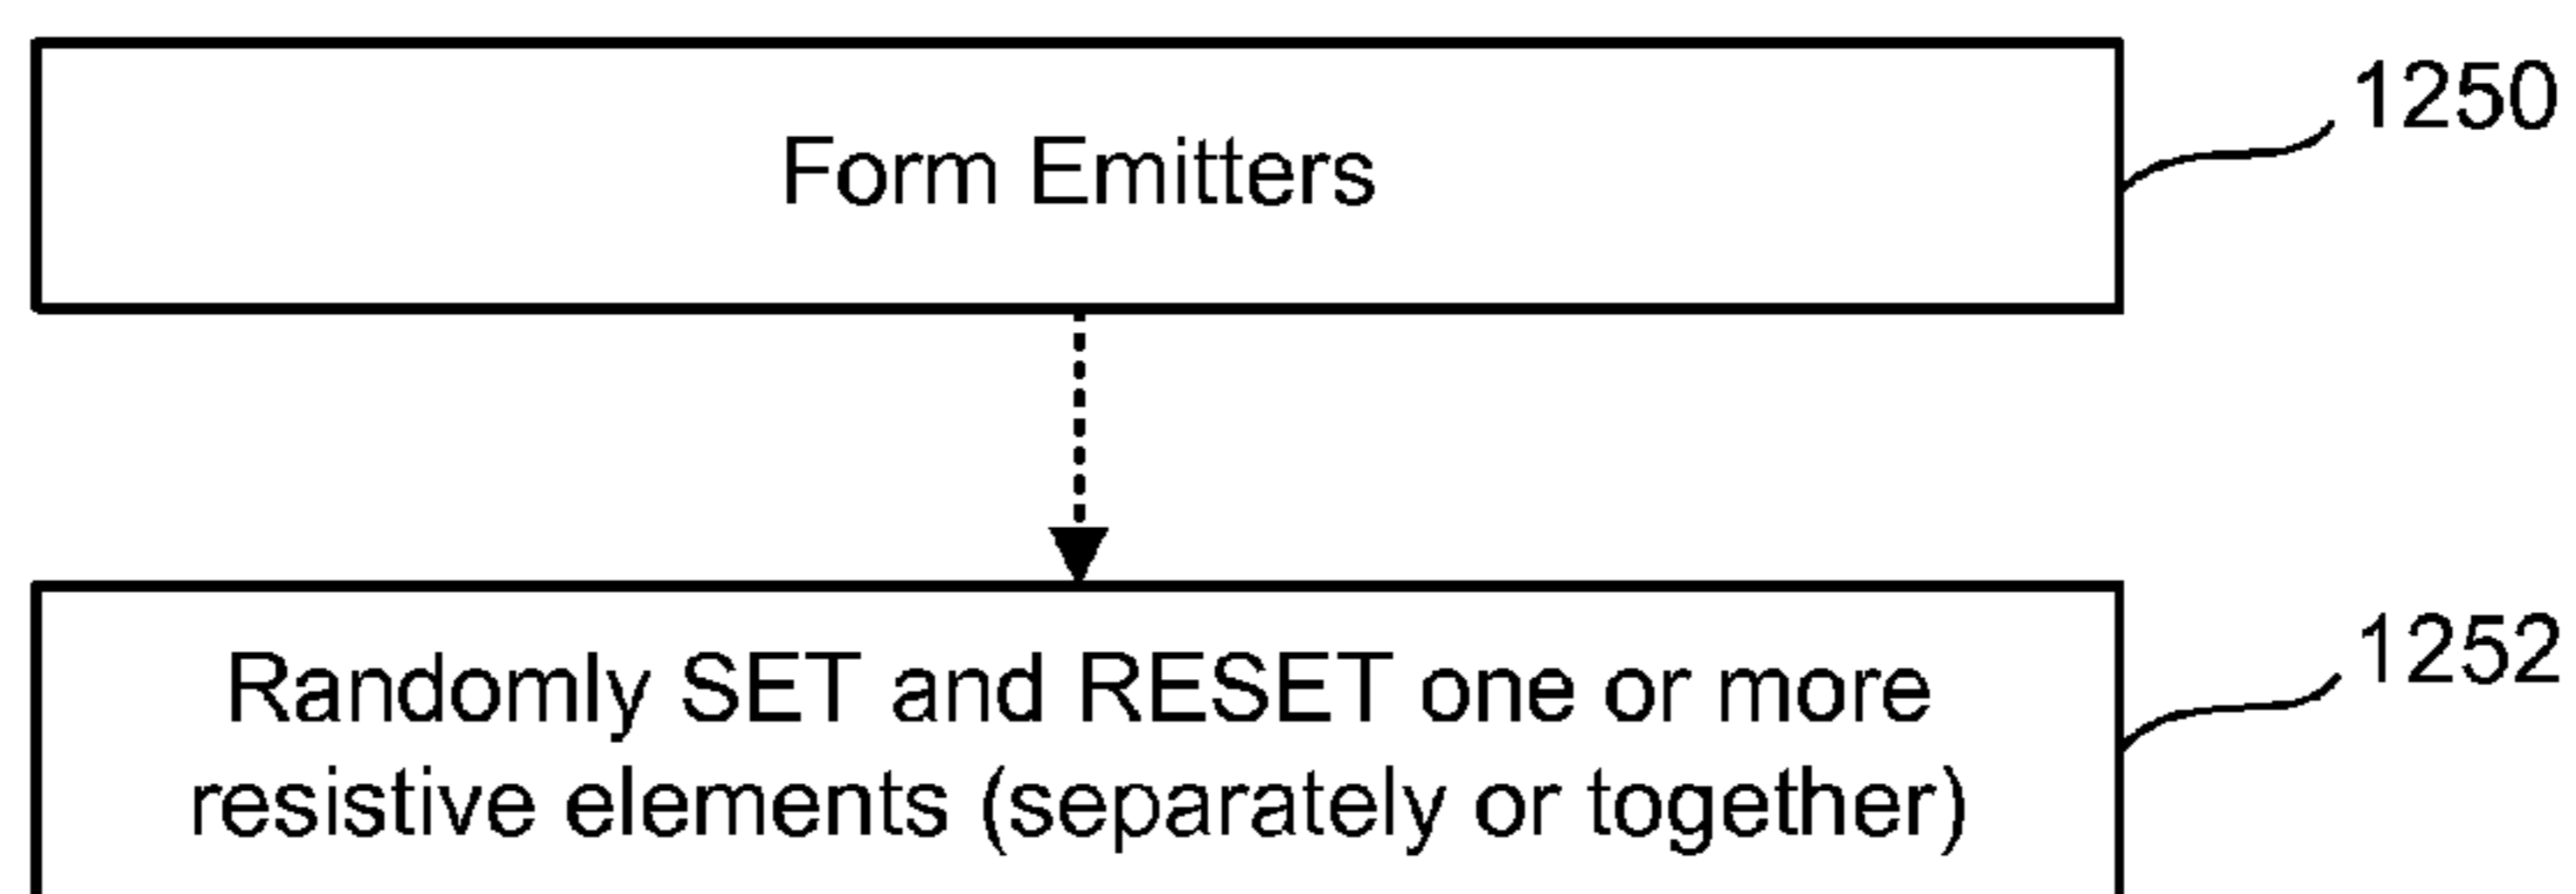 Form Emitters
1250
Randomly SET and RESET one or more
resistive elements (separately or together)
1252